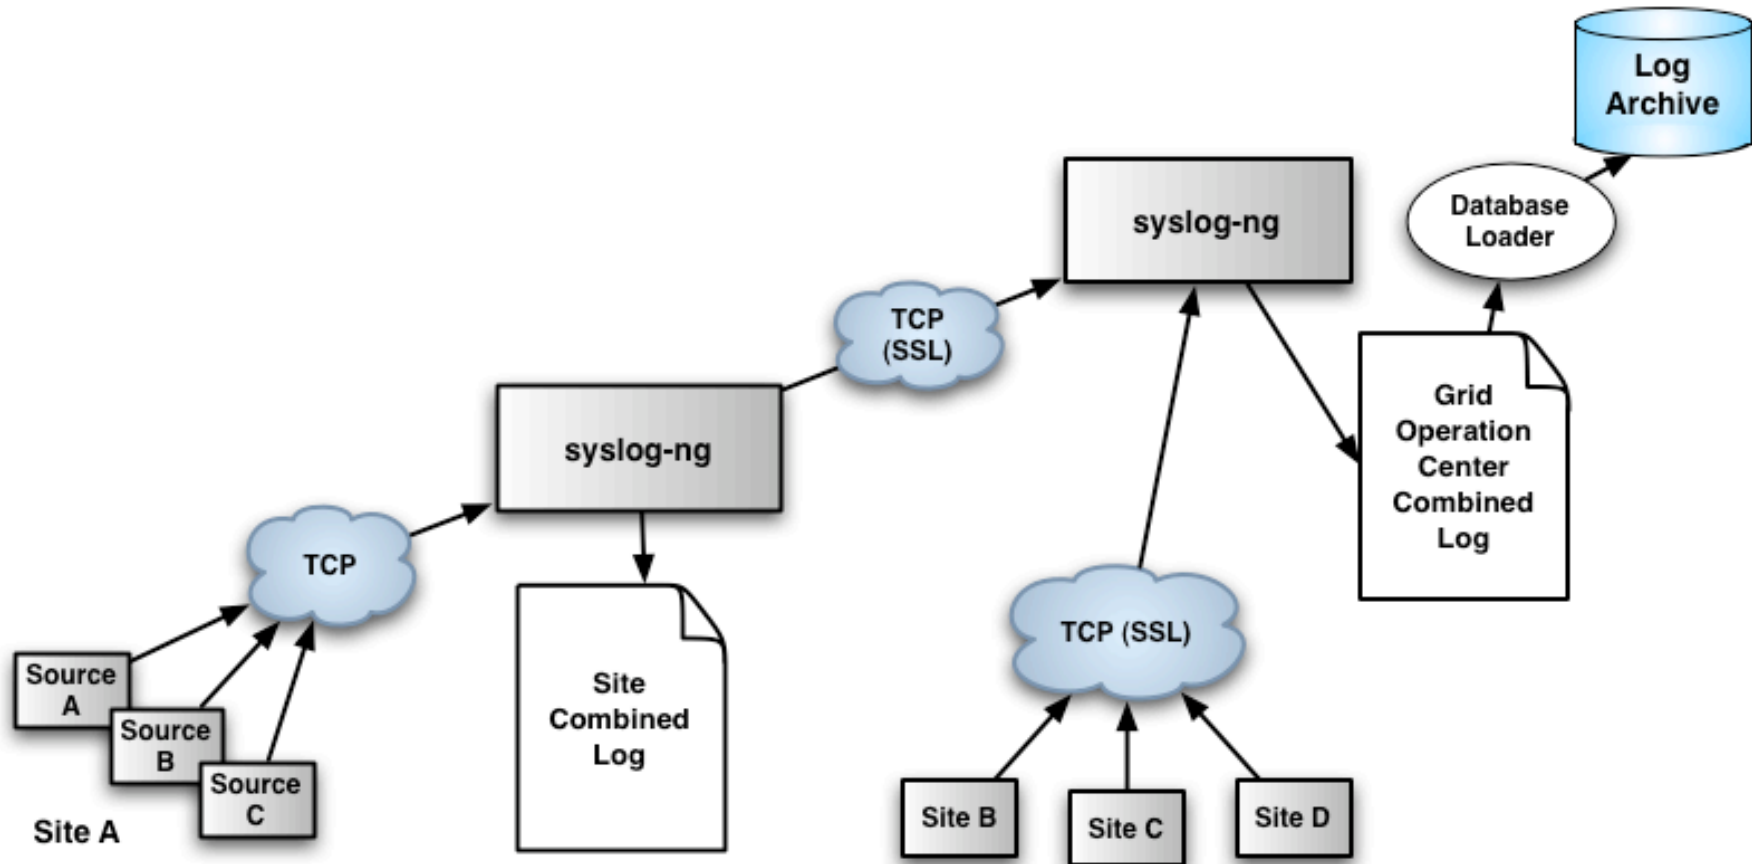 Log
Archive
syslog-ng
Database
Loader
TCP
(SSL)
Grid
Operation
Center
Combined
Log
syslog-ng
TCP
TCP (SSL)
Source
A
Source
B
Source
C
Site A
Site
Combined
Log
Site B
Site C
Site D